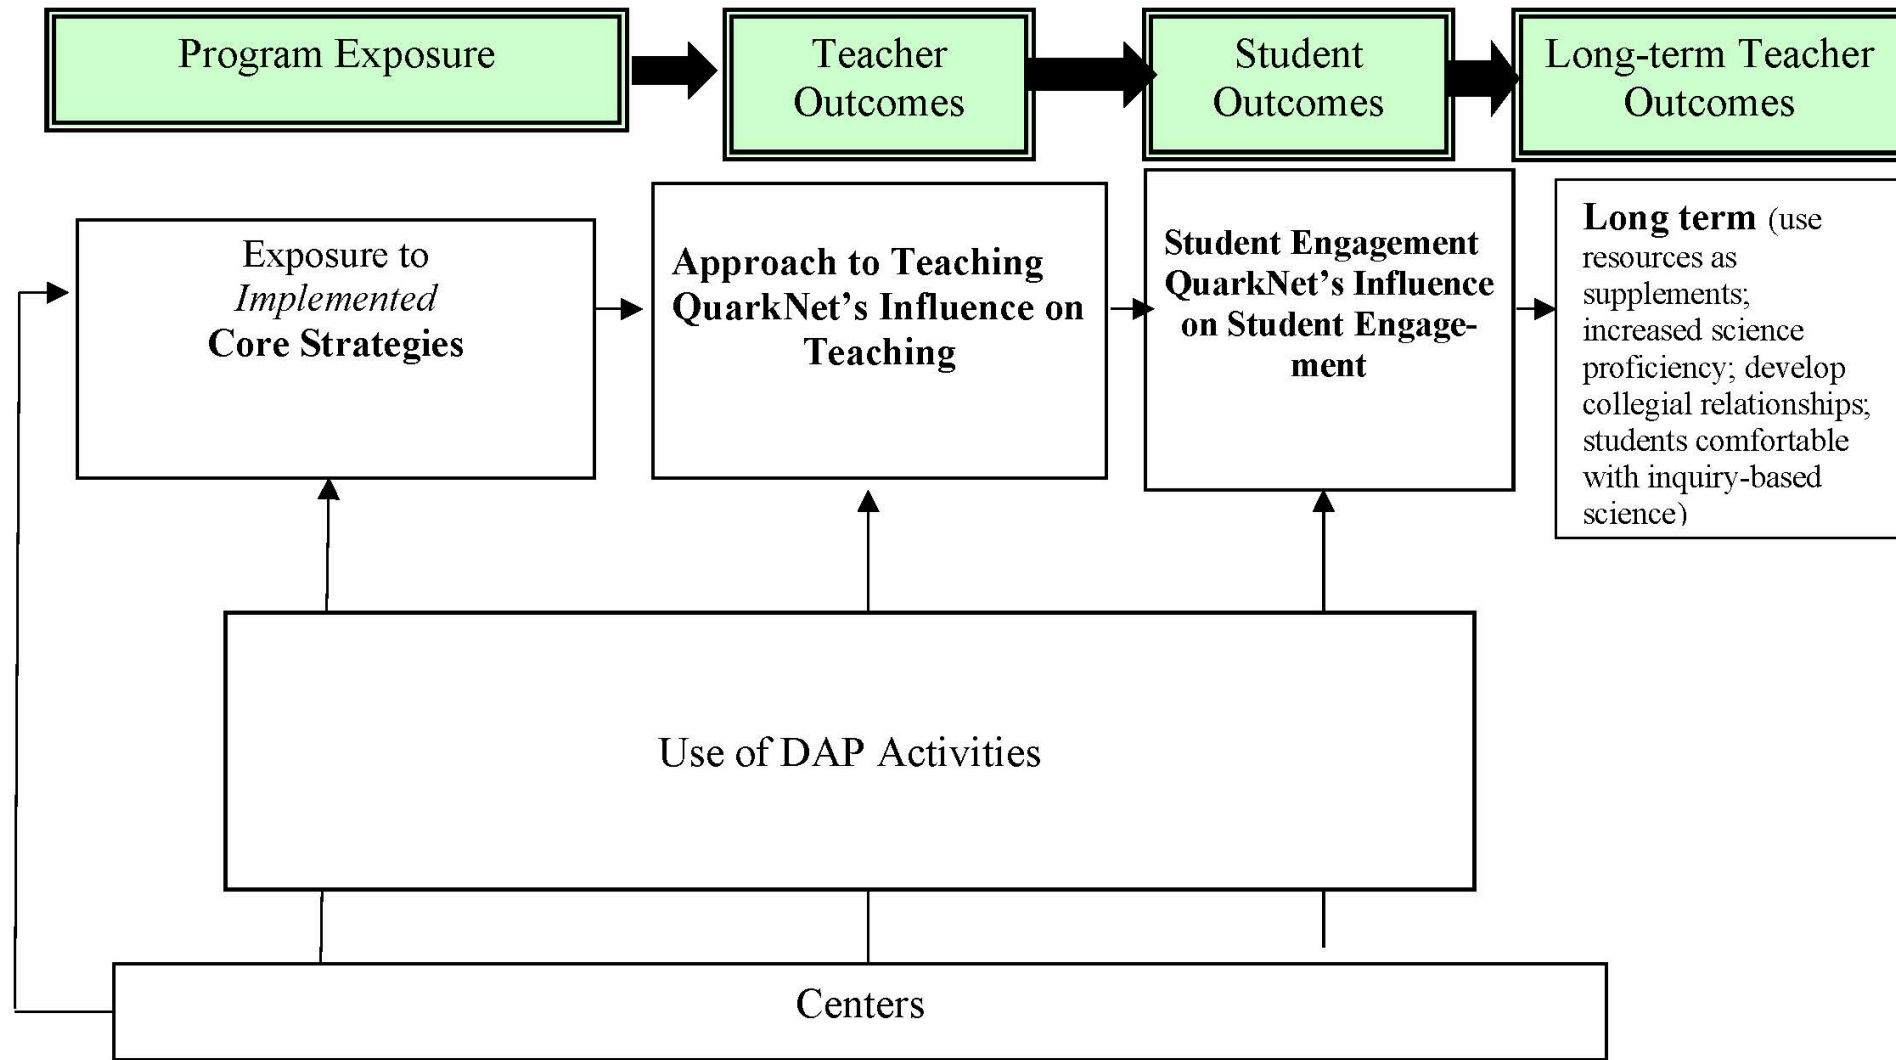 Program Exposure
Teacher
Outcomes
Student
Outcomes
Long-term Teacher
Outcomes
Exposure to
Implemented
Core Strategies
Approach to Teaching
QuarkNet’s Influence on
Teaching
Student Engagement
QuarkNet’s Influence
on Student Engage-
ment
Long term (use
resources as
supplements;
increased science
proficiency; develop
collegial relationships;
students comfortable
with inquiry-based
science)
Use of DAP Activities
Centers